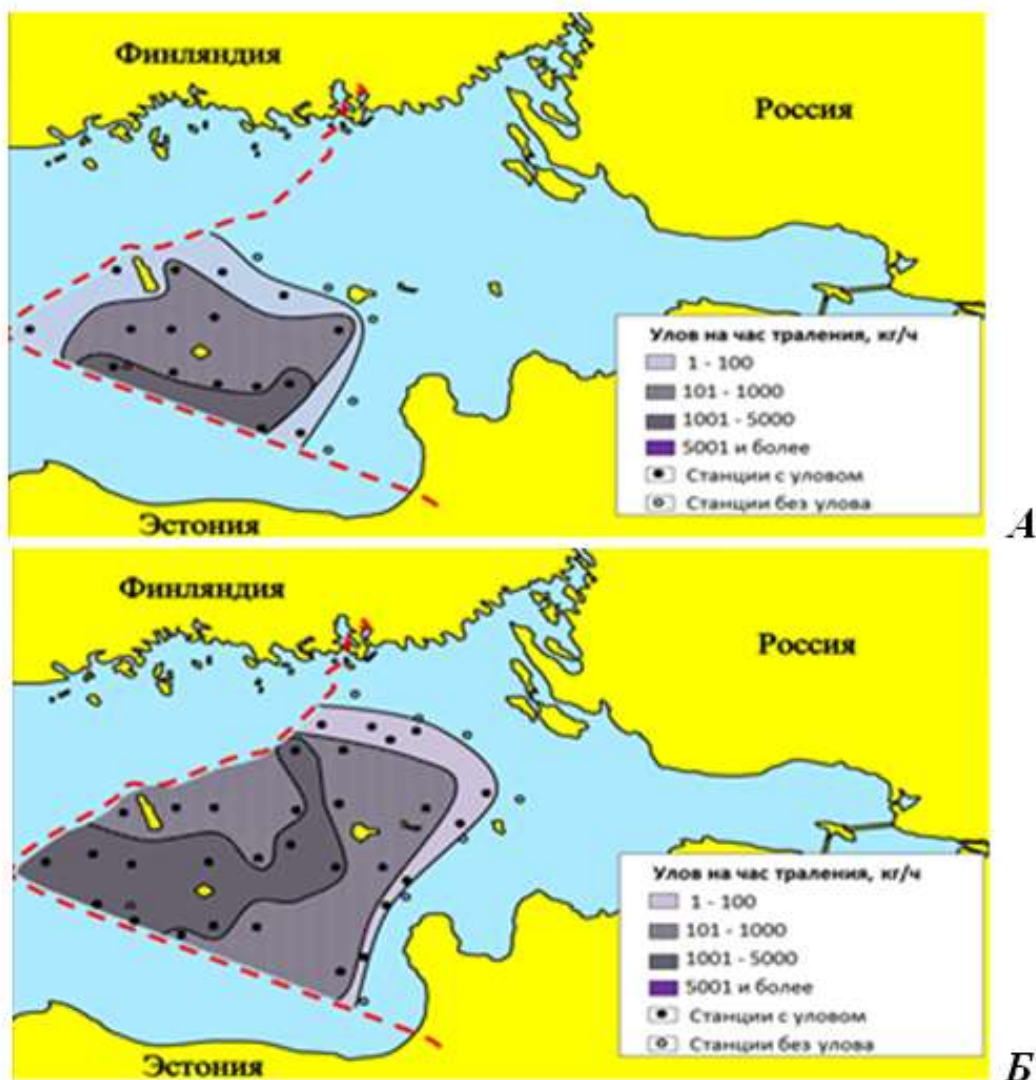 Финляндия
Россия
Улов на час траления, кг/ч
1 - 100
101 - 1000
1001 - 5000
5001 и более
Станции с уловом
Станции без улова
Эстония
А
Финляндия
Россия
Улов на час траления, кг/ч
1 - 100
101 - 1000
1001 - 5000
5001 и более
Станции с уловом
Станции без улова
Эстония
Б